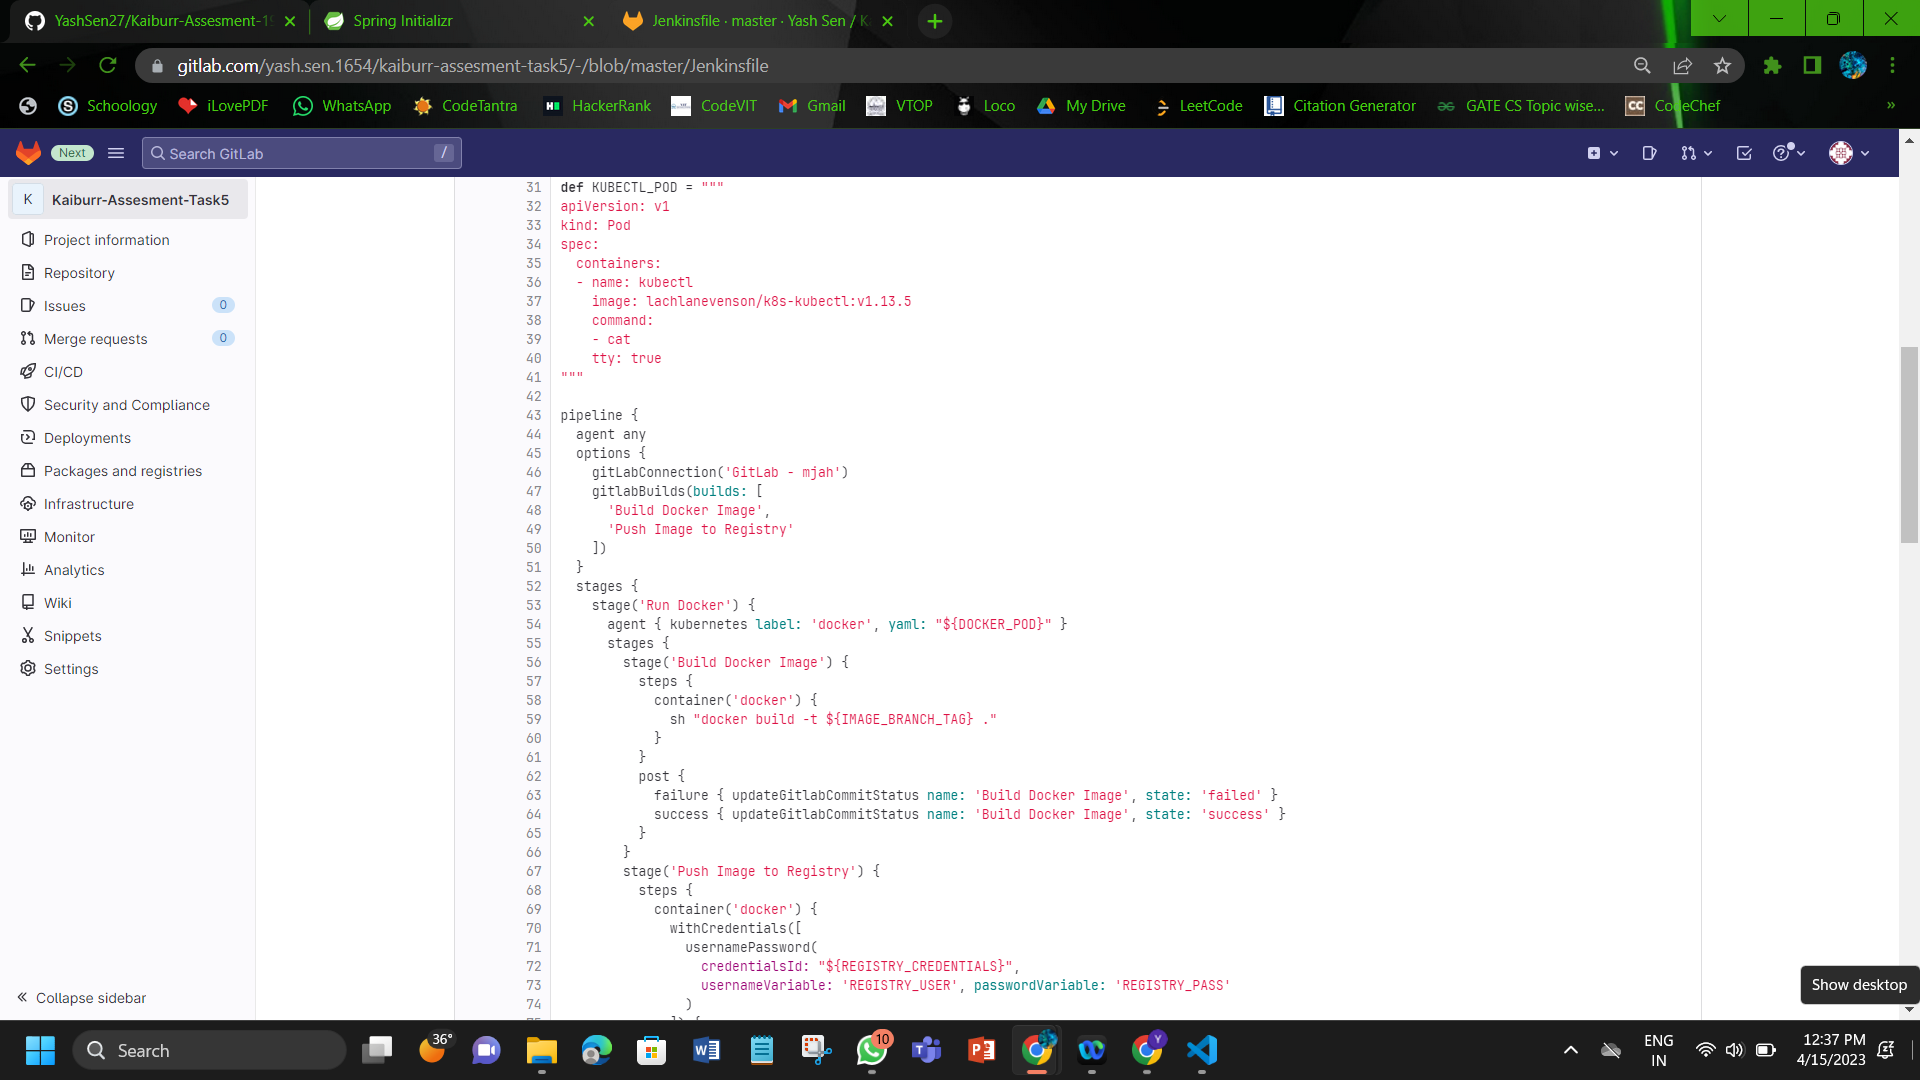 YashSen27/Kaiburr-Assesment-19
Spring Initializr
Jenkinsfile · master · Yash Sen / Ka
gitlab.com/yash.sen.1654/kaiburr-assesment-task5/-/blob/master/Jenkinsfile
Schoology iLovePDF WhatsApp CodeTantra HackerRank CodeVIT Gmail VTOP Loco My Drive LeetCode Citation Generator GATE CS Topic wise... CodeChef »
Next Search GitLab /
K Kaiburr-Assesment-Task5
Project information
Repository
Issues 0
Merge requests 0
CI/CD
Security and Compliance
Deployments
Packages and registries
Infrastructure
Monitor
Analytics
Wiki
Snippets
Settings
Collapse sidebar
31 def KUBECTL_POD = """
32 apiVersion: v1
33 kind: Pod
34 spec:
35   containers:
36   - name: kubectl
37     image: lachlanevenson/k8s-kubectl:v1.13.5
38     command:
39     - cat
40     tty: true
41 """
42
43 pipeline {
44   agent any
45   options {
46     gitLabConnection('GitLab - mjah')
47     gitlabBuilds(builds: [
48       'Build Docker Image',
49       'Push Image to Registry'
50     ])
51   }
52   stages {
53     stage('Run Docker') {
54       agent { kubernetes label: 'docker', yaml: "${DOCKER_POD}" }
55       stages {
56         stage('Build Docker Image') {
57           steps {
58             container('docker') {
59               sh "docker build -t ${IMAGE_BRANCH_TAG} ."
60             }
61           }
62           post {
63             failure { updateGitlabCommitStatus name: 'Build Docker Image', state: 'failed' }
64             success { updateGitlabCommitStatus name: 'Build Docker Image', state: 'success' }
65           }
66         }
67         stage('Push Image to Registry') {
68           steps {
69             container('docker') {
70               withCredentials([
71                 usernamePassword(
72                   credentialsId: "${REGISTRY_CREDENTIALS}",
73                   usernameVariable: 'REGISTRY_USER', passwordVariable: 'REGISTRY_PASS'
74                 )
Show desktop
Search
36°
10
Y
ENG
IN
12:37 PM
4/15/2023